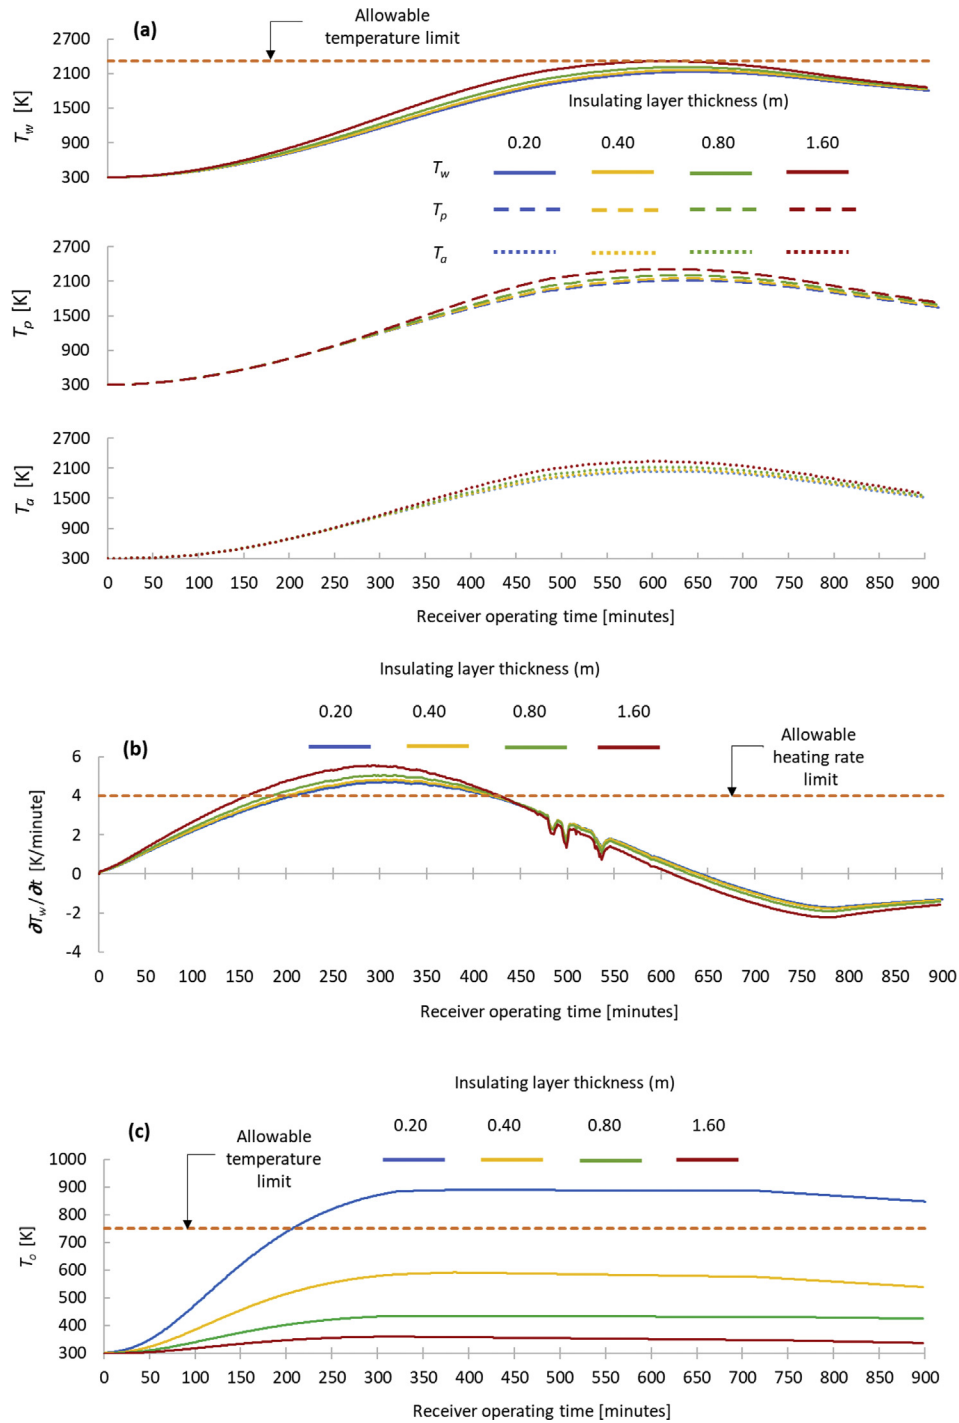 (a)
Allowable
temperature limit
2700
2100
1500
900
300
T_w [K]
Insulating layer thickness (m)
0.20 0.40 0.80 1.60
T_w
T_p
T_a
2700
2100
1500
900
300
T_p [K]
2700
2100
1500
900
300
T_a [K]
0 50 100 150 200 250 300 350 400 450 500 550 600 650 700 750 800 850 900
Receiver operating time [minutes]
Insulating layer thickness (m)
0.20 0.40 0.80 1.60
(b)
Allowable
heating rate
limit
6
4
2
0
-2
-4
∂T_w/∂t [K/minute]
0 50 100 150 200 250 300 350 400 450 500 550 600 650 700 750 800 850 900
Receiver operating time [minutes]
Insulating layer thickness (m)
0.20 0.40 0.80 1.60
(c)
Allowable
temperature
limit
1000
900
800
700
600
500
400
300
T_o [K]
0 50 100 150 200 250 300 350 400 450 500 550 600 650 700 750 800 850 900
Receiver operating time [minutes]